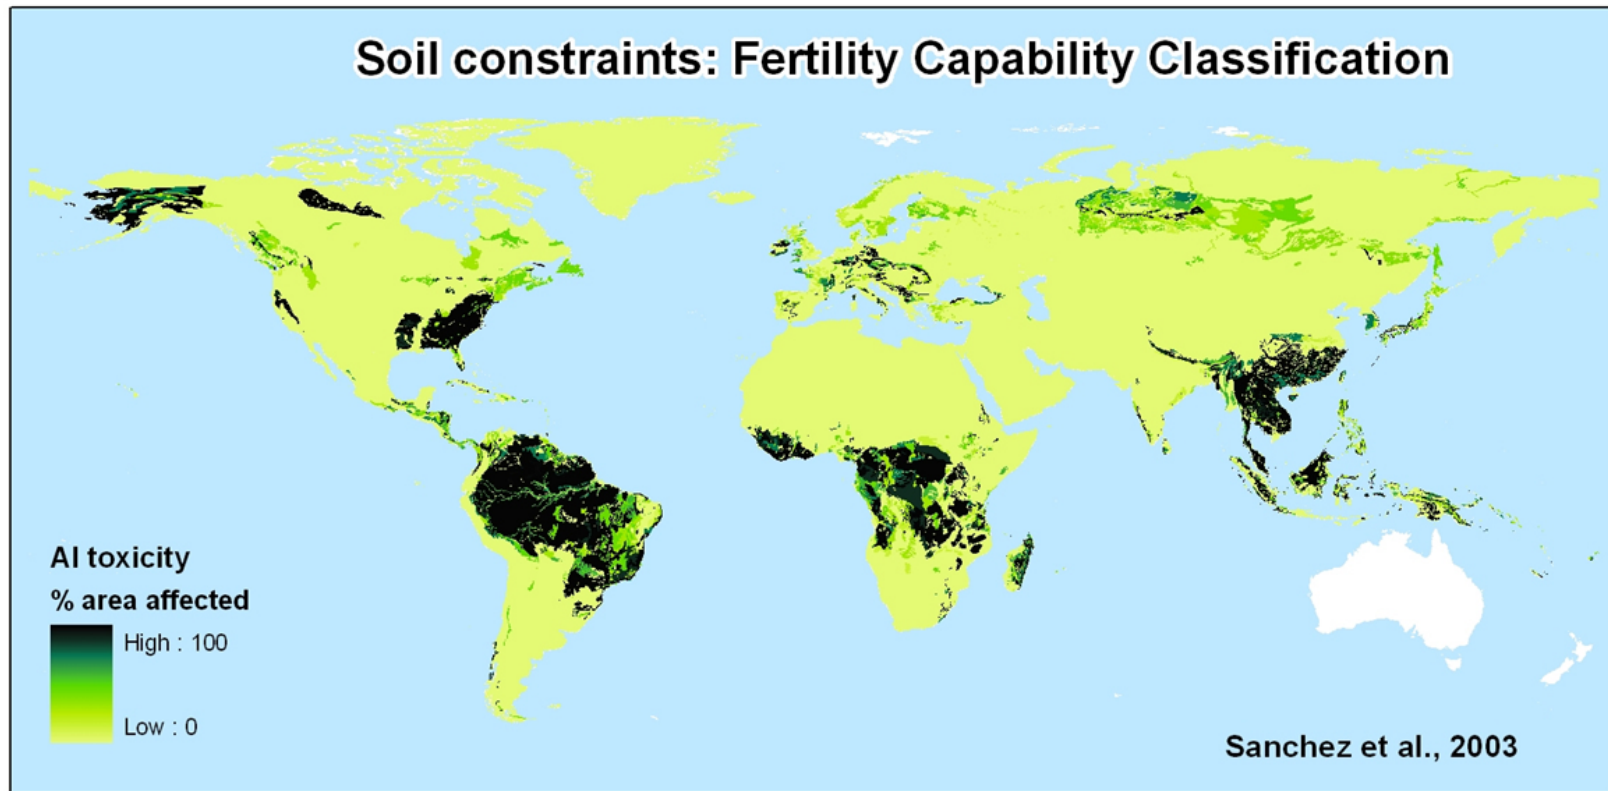 Soil constraints: Fertility Capability Classification
Al toxicity
% area affected
High : 100
Low : 0
Sanchez et al., 2003